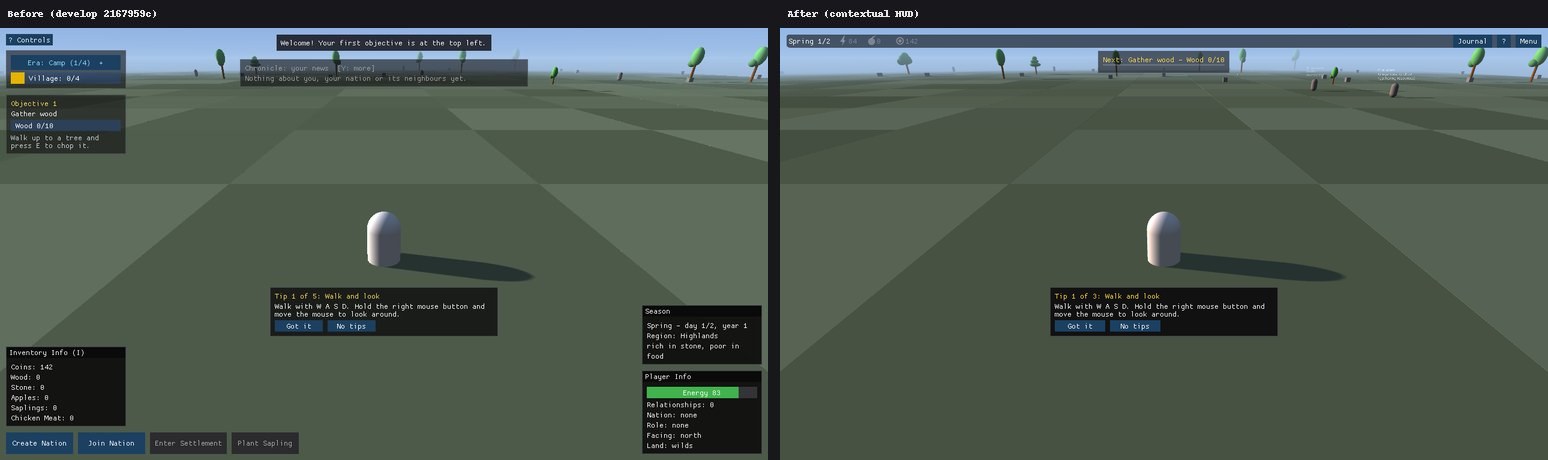 Before (develop 2167959c)
? Controls
Welcome! Your first objective is at the top left.
Era: Camp (1/4)
Village: 0/4
Chronicle: your news [V: more]
Nothing about you, your nation or its neighbours yet.
Objective 1
Gather wood
Wood 0/10
Walk up to a tree and
press E to chop it.
Tip 1 of 5: Walk and look
Walk with W A S D. Hold the right mouse button and
move the mouse to look around.
Got it
No tips
Season
Spring - day 1/2, year 1
Region: Highlands
rich in stone, poor in
food
Inventory Info (I)
Coins: 142
Wood: 0
Stone: 0
Apples: 0
Saplings: 0
Chicken Meat: 0
Player Info
Energy 83
Relationships: 0
Nation: none
Role: none
Facing: north
Land: wilds
Create Nation
Join Nation
Enter Settlement
Plant Sapling
After (contextual HUD)
Spring 1/2
84
0
142
Journal
?
Menu
Next: Gather wood - Wood 0/10
Tip 1 of 3: Walk and look
Walk with W A S D. Hold the right mouse button and
move the mouse to look around.
Got it
No tips